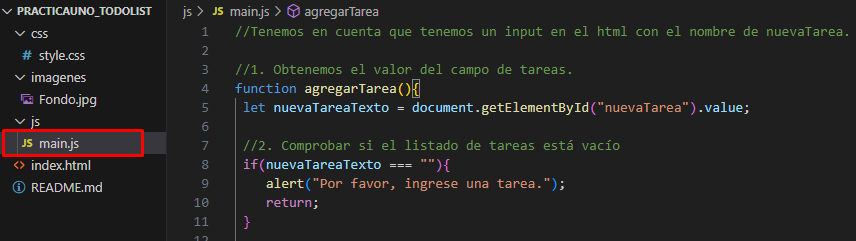 PRACTICAUNO_TODOLIST
css
# style.css
imagenes
Fondo.jpg
js
JS main.js
<> index.html
README.md
js > JS main.js > agregarTarea
1 //Tenemos en cuenta que tenemos un input en el html con el nombre de nuevaTarea.
2
3 //1. Obtenemos el valor del campo de tareas.
4 function agregarTarea(){
5 let nuevaTareaTexto = document.getElementById("nuevaTarea").value;
6
7 //2. Comprobar si el listado de tareas está vacío
8 if(nuevaTareaTexto === ""){
9 alert("Por favor, ingrese una tarea.");
10 return;
11 }
12